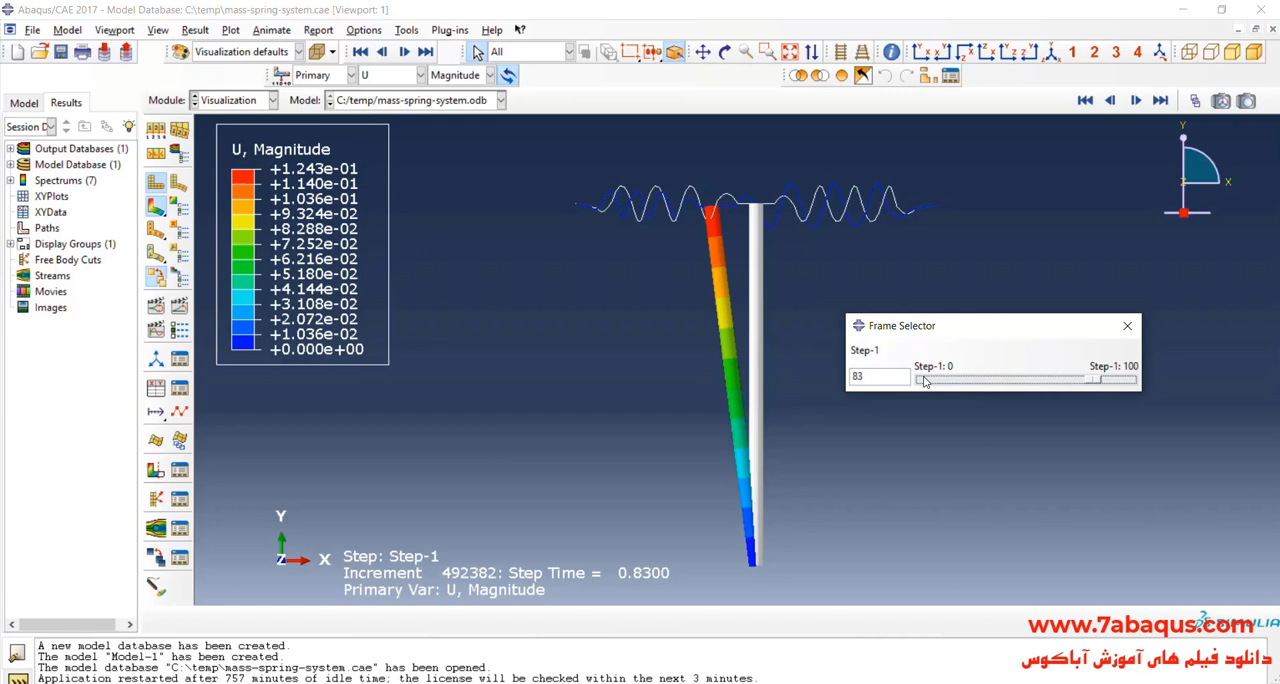 Abaqus/CAE 2017 - Model Database: C:\temp\mass-spring-system.cae [Viewport: 1]
File Model Viewport View Result Plot Animate Report Options Tools Plug-ins Help
Visualization defaults All 1 2 3 4
Primary U Magnitude
Model Results Module: Visualization Model: C:/temp/mass-spring-system.odb
Session D
Output Databases (1)
Model Database (1)
Spectrums (7)
XYPlots
XYData
Paths
Display Groups (1)
Free Body Cuts
Streams
Movies
Images
U, Magnitude
+1.243e-01
+1.140e-01
+1.036e-01
+9.324e-02
+8.288e-02
+7.252e-02
+6.216e-02
+5.180e-02
+4.144e-02
+3.108e-02
+2.072e-02
+1.036e-02
+0.000e+00
Y
Z X
Frame Selector
Step-1
Step-1: 0 Step-1: 100
83
Y
Z X
Step: Step-1
Increment 492382: Step Time = 0.8300
Primary Var: U, Magnitude
www.7abaqus.com
دانلود فیلم های آموزش آباکوس
A new model database has been created.
The model "Model-1" has been created.
The model database "C:\temp\mass-spring-system.cae" has been opened.
Application restarted after 757 minutes of idle time; the license will be checked within the next 3 minutes.